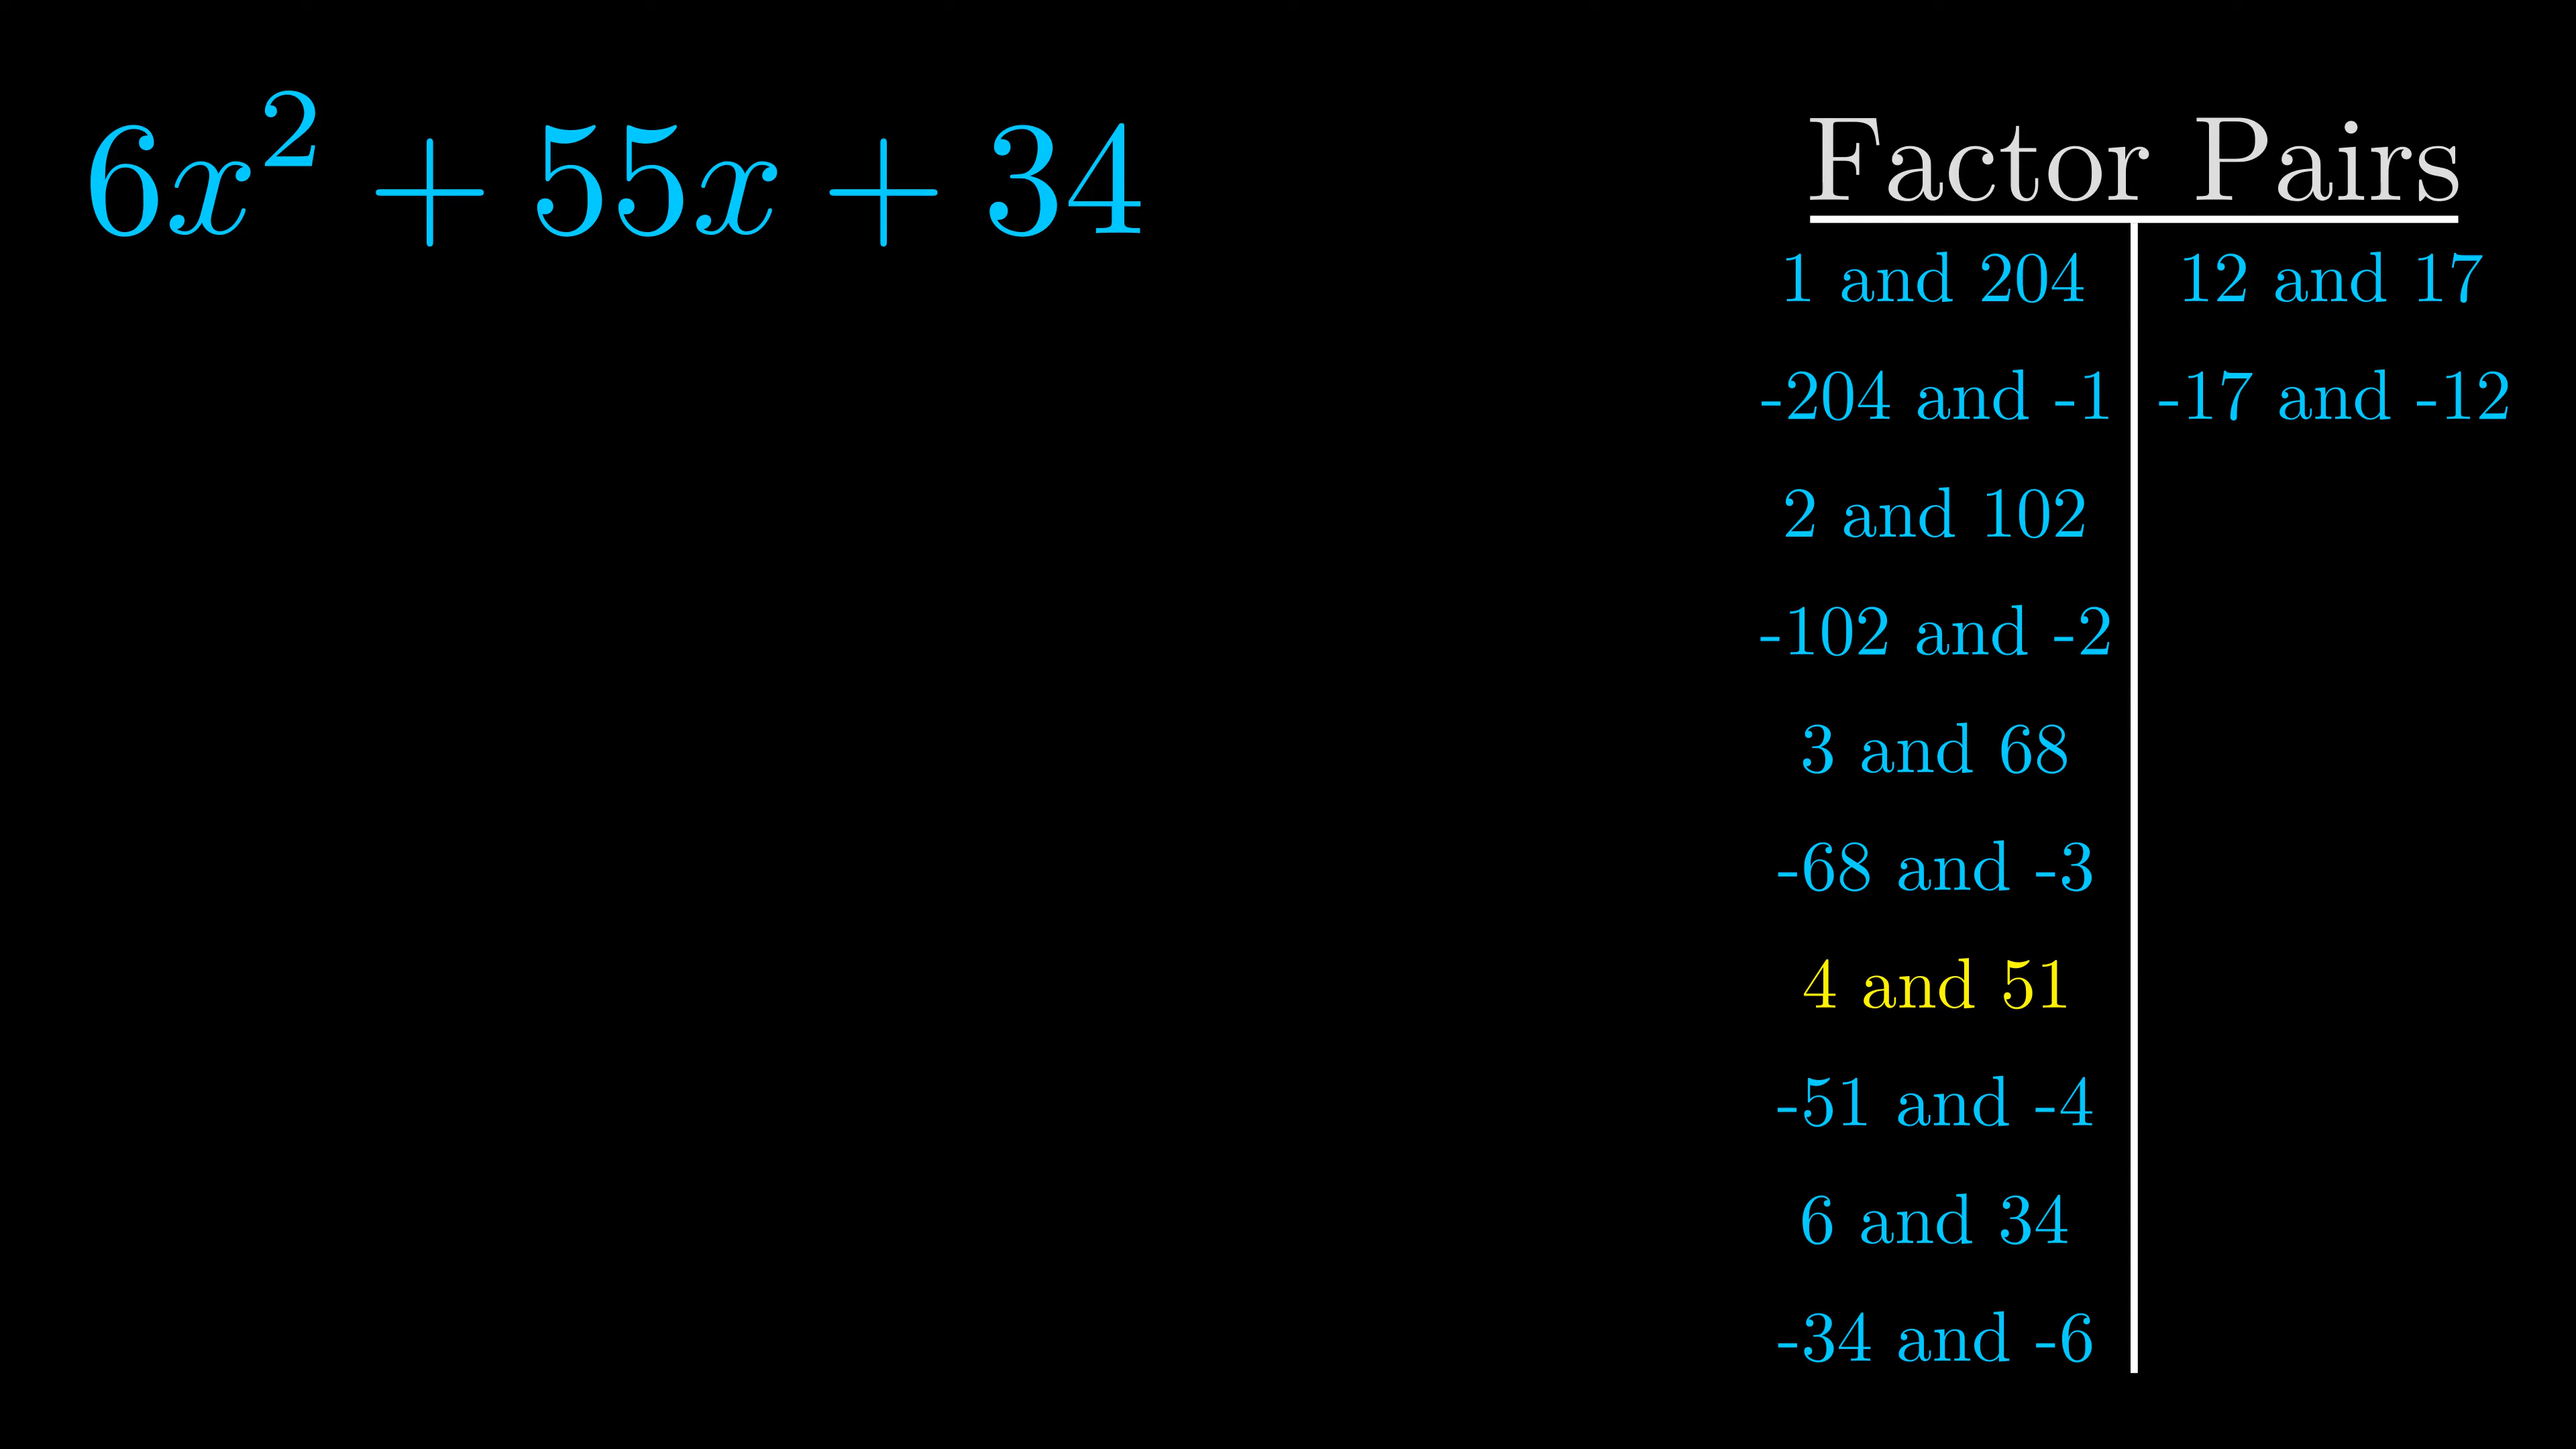 6x² + 55x + 34
Factor Pairs
1 and 204
-204 and -1
2 and 102
-102 and -2
3 and 68
-68 and -3
4 and 51
-51 and -4
6 and 34
-34 and -6
12 and 17
-17 and -12